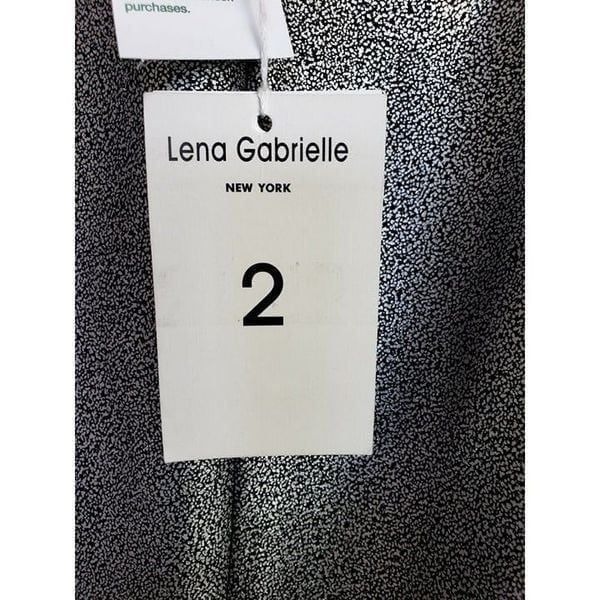 purchases.
Lena Gabrielle
NEW YORK
2